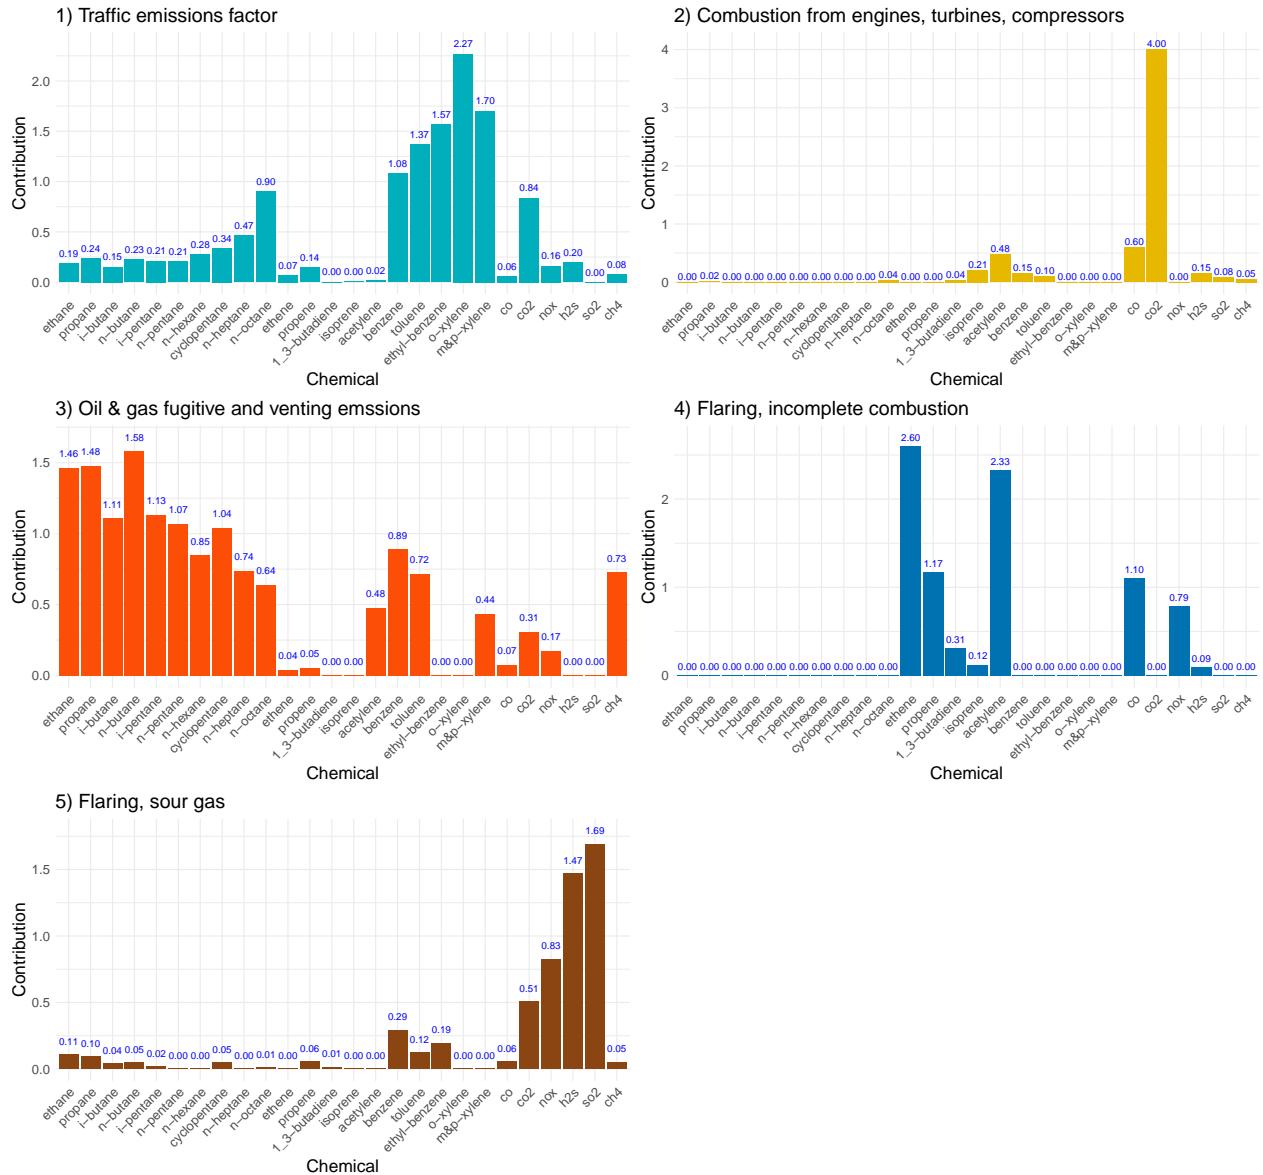 1) Traffic emissions factor
Contribution
2.0
1.5
1.0
0.5
0.0
0.19 0.24 0.15 0.23 0.21 0.21 0.28 0.34 0.47 0.90 0.07 0.14 0.00 0.00 0.02 1.08 1.37 1.57 2.27 1.70 0.06 0.84 0.16 0.20 0.00 0.08
ethane propane i−butane n−butane i−pentane n−pentane n−hexane cyclopentane n−heptane n−octane ethene propene 1_3−butadiene isoprene acetylene benzene toluene ethyl−benzene o−xylene m&p−xylene co co2 nox h2s so2 ch4
Chemical
2) Combustion from engines, turbines, compressors
Contribution
4
3
2
1
0
0.00 0.02 0.00 0.00 0.00 0.00 0.00 0.00 0.00 0.04 0.00 0.00 0.04 0.21 0.48 0.15 0.10 0.00 0.00 0.00 0.60 4.00 0.00 0.15 0.08 0.05
ethane propane i−butane n−butane i−pentane n−pentane n−hexane cyclopentane n−heptane n−octane ethene propene 1_3−butadiene isoprene acetylene benzene toluene ethyl−benzene o−xylene m&p−xylene co co2 nox h2s so2 ch4
Chemical
3) Oil & gas fugitive and venting emssions
Contribution
1.5
1.0
0.5
0.0
1.46 1.48 1.11 1.58 1.13 1.07 0.85 1.04 0.74 0.64 0.04 0.05 0.00 0.00 0.48 0.89 0.72 0.00 0.00 0.44 0.07 0.31 0.17 0.00 0.00 0.73
ethane propane i−butane n−butane i−pentane n−pentane n−hexane cyclopentane n−heptane n−octane ethene propene 1_3−butadiene isoprene acetylene benzene toluene ethyl−benzene o−xylene m&p−xylene co co2 nox h2s so2 ch4
Chemical
4) Flaring, incomplete combustion
Contribution
2
1
0
0.00 0.00 0.00 0.00 0.00 0.00 0.00 0.00 0.00 0.00 2.60 1.17 0.31 0.12 2.33 0.00 0.00 0.00 0.00 0.00 1.10 0.00 0.79 0.09 0.00 0.00
ethane propane i−butane n−butane i−pentane n−pentane n−hexane cyclopentane n−heptane n−octane ethene propene 1_3−butadiene isoprene acetylene benzene toluene ethyl−benzene o−xylene m&p−xylene co co2 nox h2s so2 ch4
Chemical
5) Flaring, sour gas
Contribution
1.5
1.0
0.5
0.0
0.11 0.10 0.04 0.05 0.02 0.00 0.00 0.05 0.00 0.01 0.00 0.06 0.01 0.00 0.00 0.29 0.12 0.19 0.00 0.00 0.06 0.51 0.83 1.47 1.69 0.05
ethane propane i−butane n−butane i−pentane n−pentane n−hexane cyclopentane n−heptane n−octane ethene propene 1_3−butadiene isoprene acetylene benzene toluene ethyl−benzene o−xylene m&p−xylene co co2 nox h2s so2 ch4
Chemical